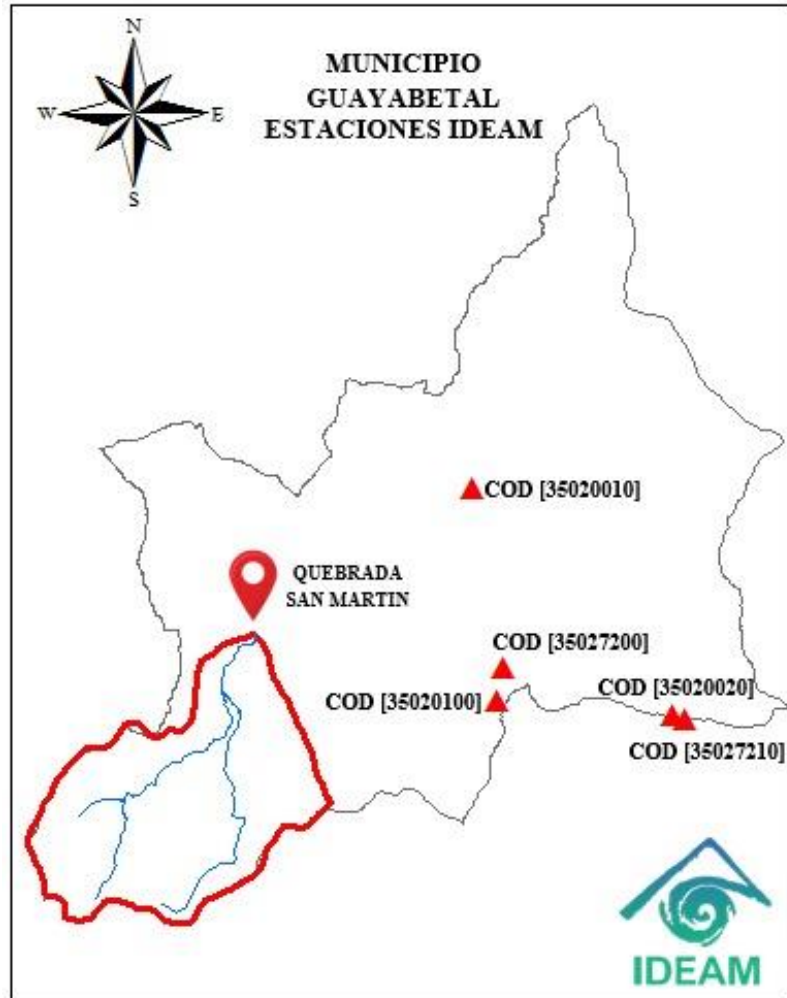 N
W
E
S
MUNICIPIO
GUAYABETAL
ESTACIONES IDEAM
COD [35020010]
QUEBRADA
SAN MARTIN
COD [35027200]
COD [35020100]
COD [35020020]
COD [35027210]
IDEAM